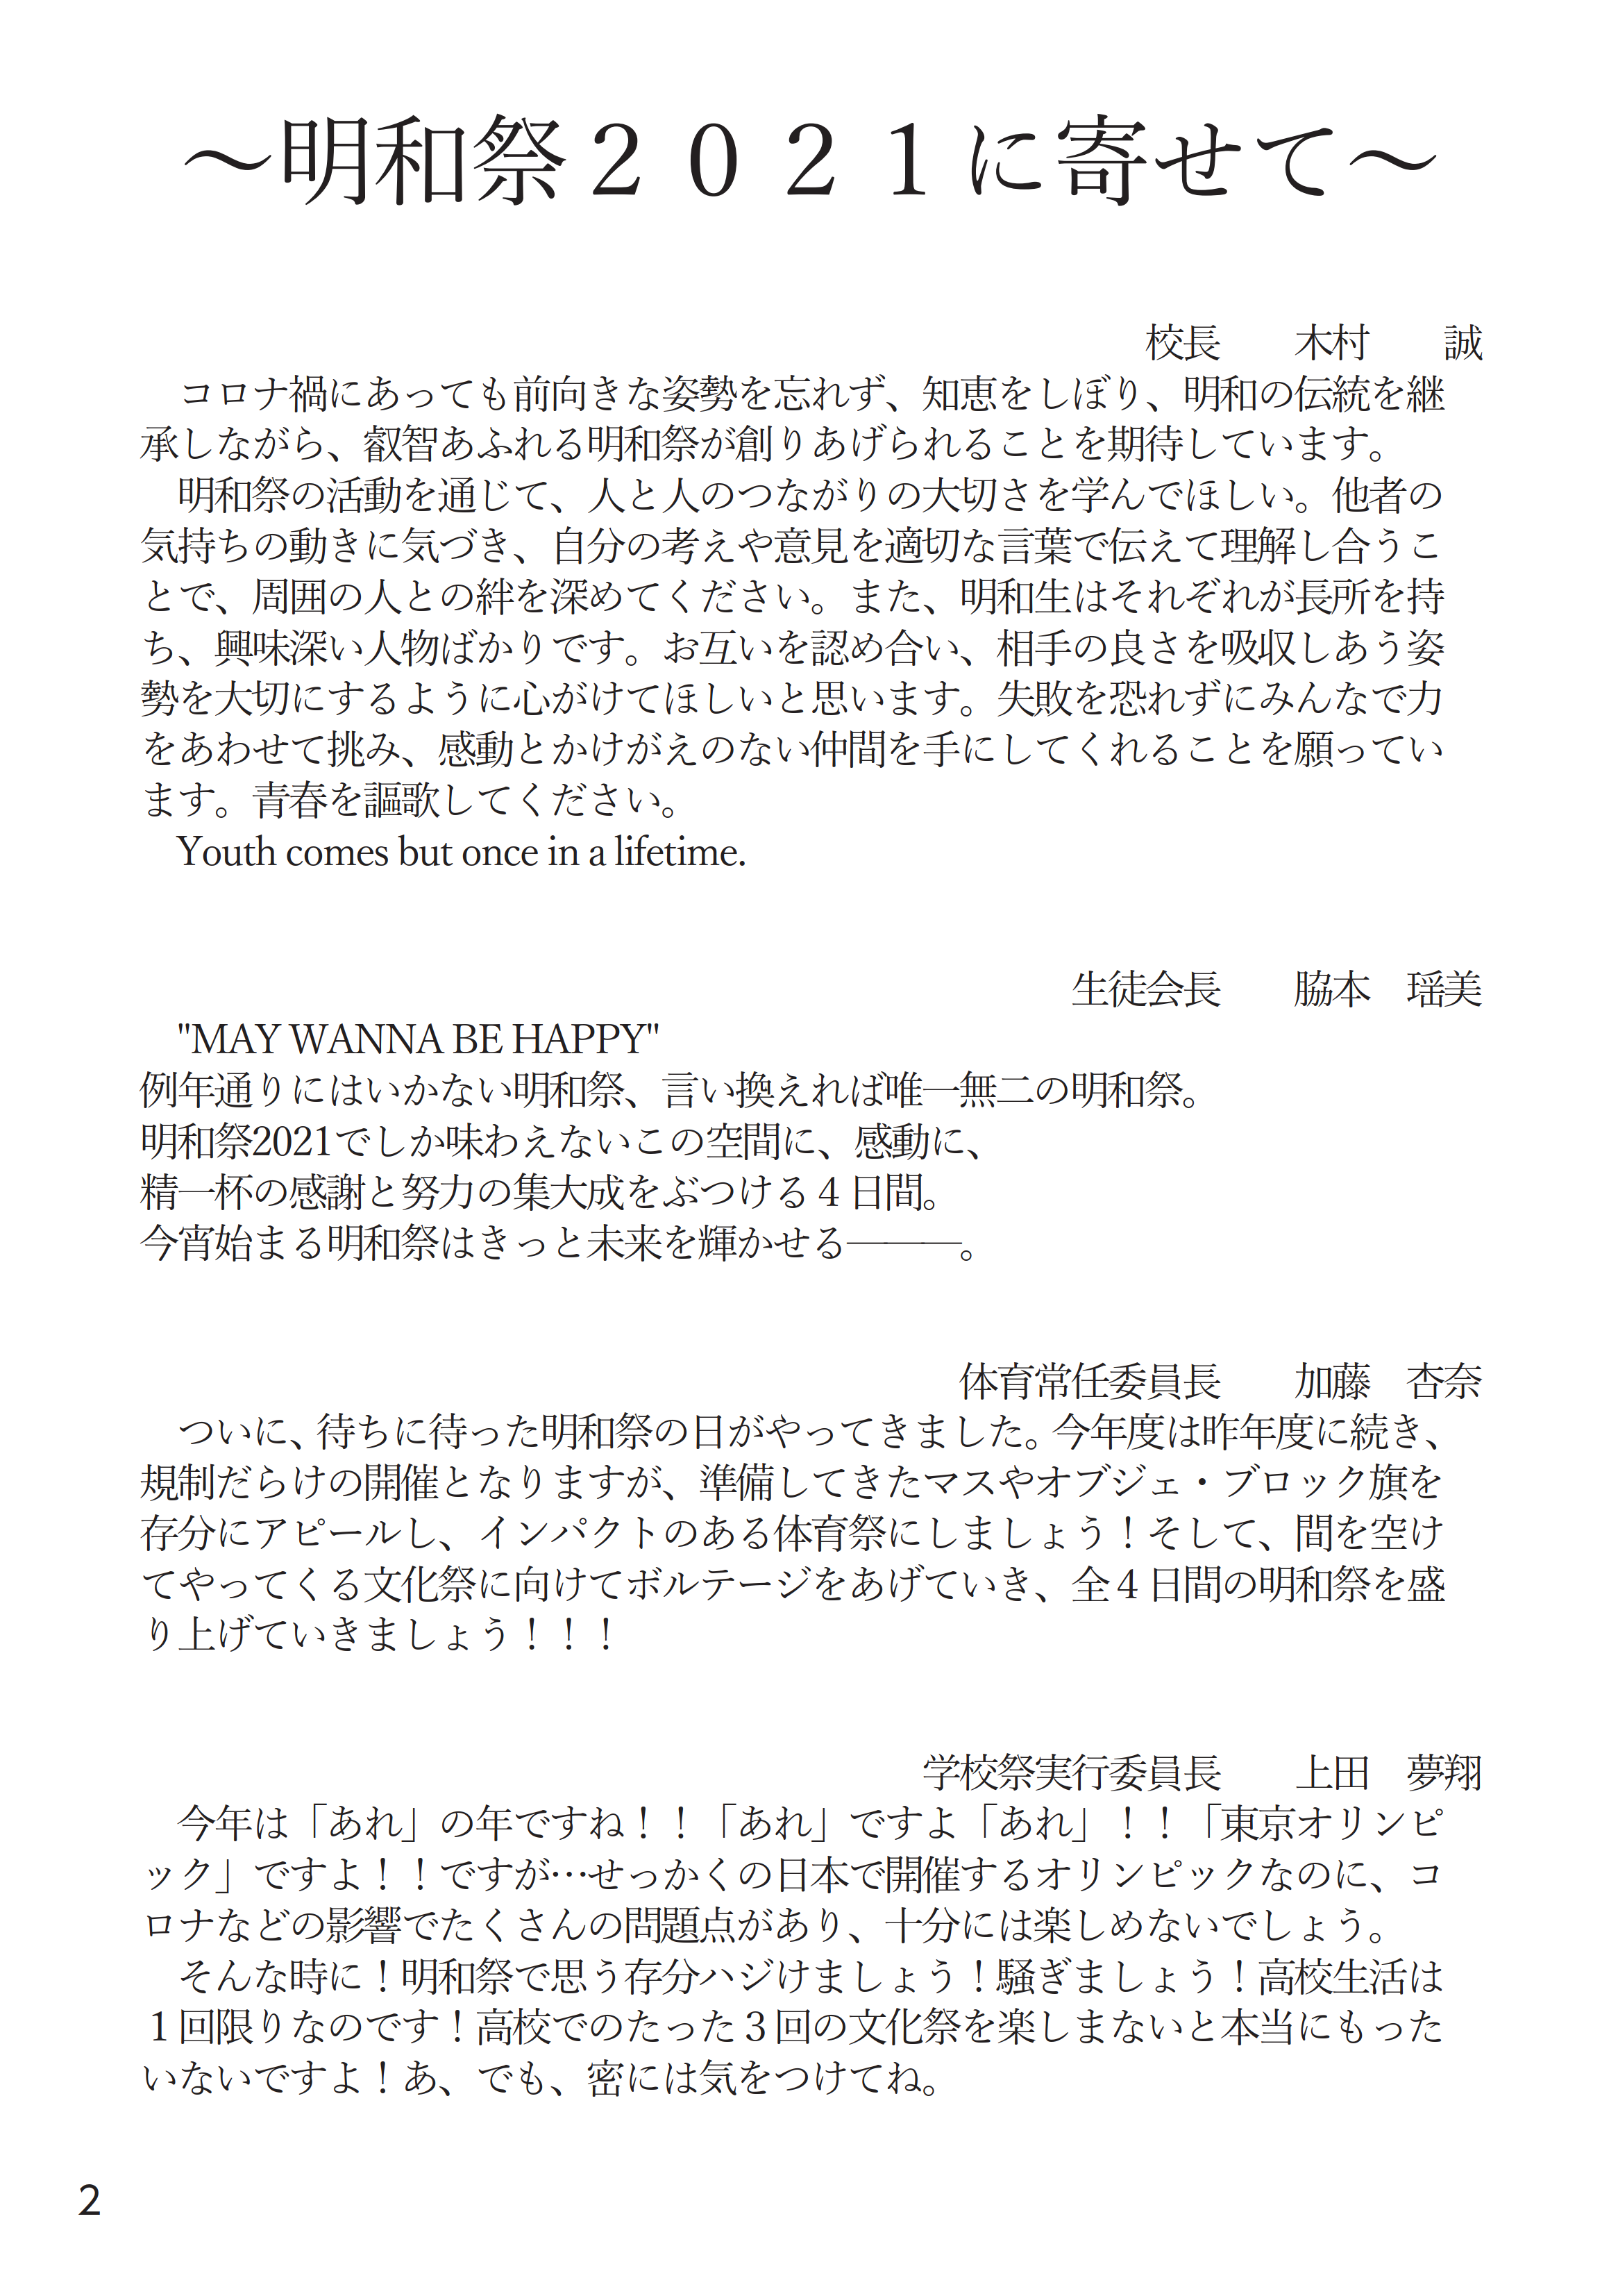 ～明和祭２０２１に寄せて～
校長　　木村　　誠
　コロナ禍にあっても前向きな姿勢を忘れず、知恵をしぼり、明和の伝統を継
承しながら、叡智あふれる明和祭が創りあげられることを期待しています。
　明和祭の活動を通じて、人と人のつながりの大切さを学んでほしい。他者の
気持ちの動きに気づき、自分の考えや意見を適切な言葉で伝えて理解し合うこ
とで、周囲の人との絆を深めてください。また、明和生はそれぞれが長所を持
ち、興味深い人物ばかりです。お互いを認め合い、相手の良さを吸収しあう姿
勢を大切にするように心がけてほしいと思います。失敗を恐れずにみんなで力
をあわせて挑み、感動とかけがえのない仲間を手にしてくれることを願ってい
ます。青春を謳歌してください。
　Youth comes but once in a lifetime.
生徒会長　　脇本　瑶美
　"MAY WANNA BE HAPPY"
例年通りにはいかない明和祭、言い換えれば唯一無二の明和祭。
明和祭2021でしか味わえないこの空間に、感動に、
精一杯の感謝と努力の集大成をぶつける４日間。
今宵始まる明和祭はきっと未来を輝かせる―――。
体育常任委員長　　加藤　杏奈
　ついに、待ちに待った明和祭の日がやってきました。今年度は昨年度に続き、
規制だらけの開催となりますが、準備してきたマスやオブジェ・ブロック旗を
存分にアピールし、インパクトのある体育祭にしましょう！そして、間を空け
てやってくる文化祭に向けてボルテージをあげていき、全４日間の明和祭を盛
り上げていきましょう！！！
学校祭実行委員長　　上田　夢翔
　今年は「あれ」の年ですね！！「あれ」ですよ「あれ」！！「東京オリンピ
ック」ですよ！！ですが…せっかくの日本で開催するオリンピックなのに、コ
ロナなどの影響でたくさんの問題点があり、十分には楽しめないでしょう。
　そんな時に！明和祭で思う存分ハジけましょう！騒ぎましょう！高校生活は
１回限りなのです！高校でのたった３回の文化祭を楽しまないと本当にもった
いないですよ！あ、でも、密には気をつけてね。
2